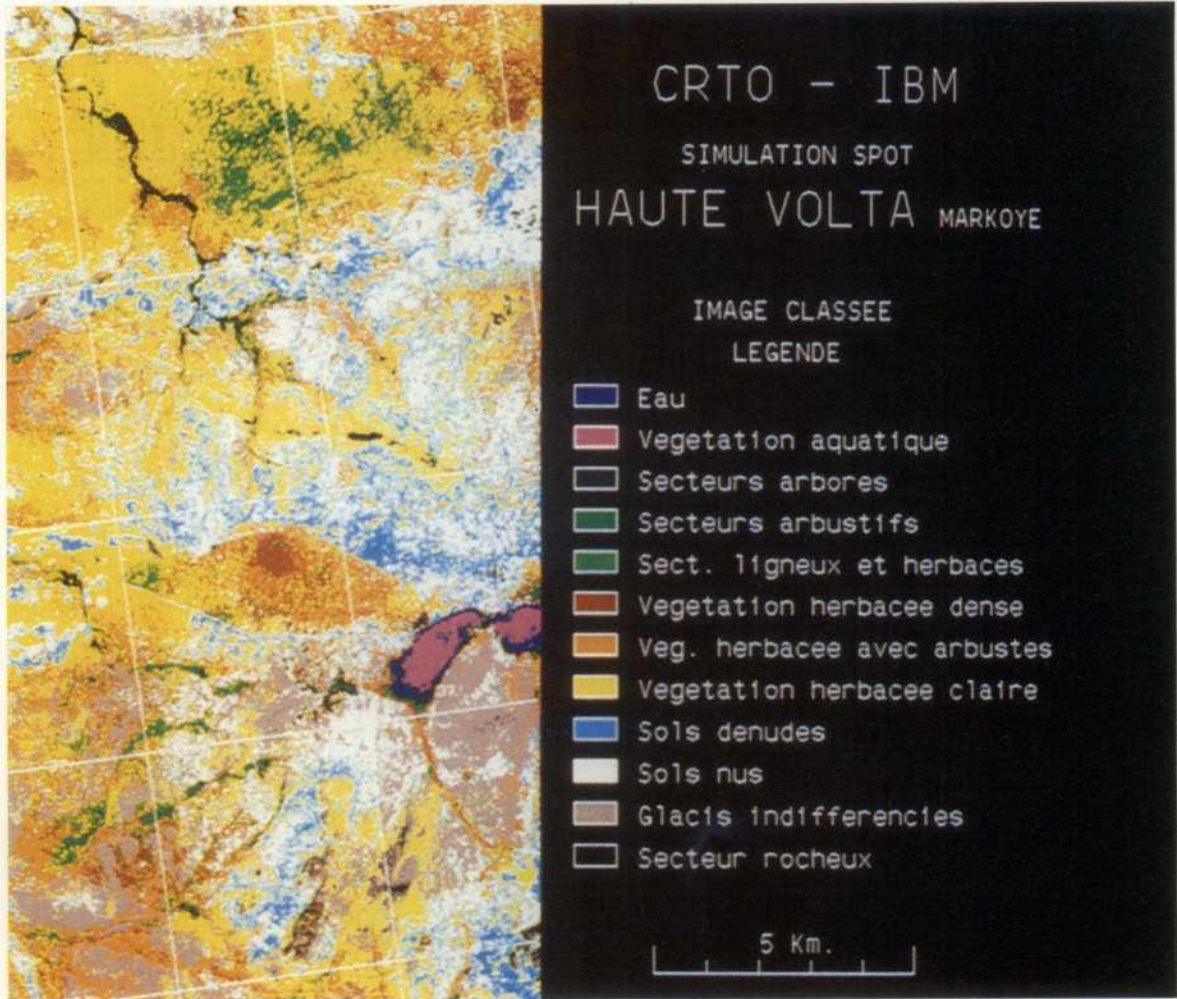 CRTO - IBM
SIMULATION SPOT
HAUTE VOLTA MARKOYE
IMAGE CLASSEE
LEGENDE
Eau
Vegetation aquatique
Secteurs arbores
Secteurs arbustifs
Sect. ligneux et herbaces
Vegetation herbacee dense
Veg. herbacee avec arbustes
Vegetation herbacee claire
Sols denudes
Sols nus
Glacis indifferencies
Secteur rocheux
5 Km.